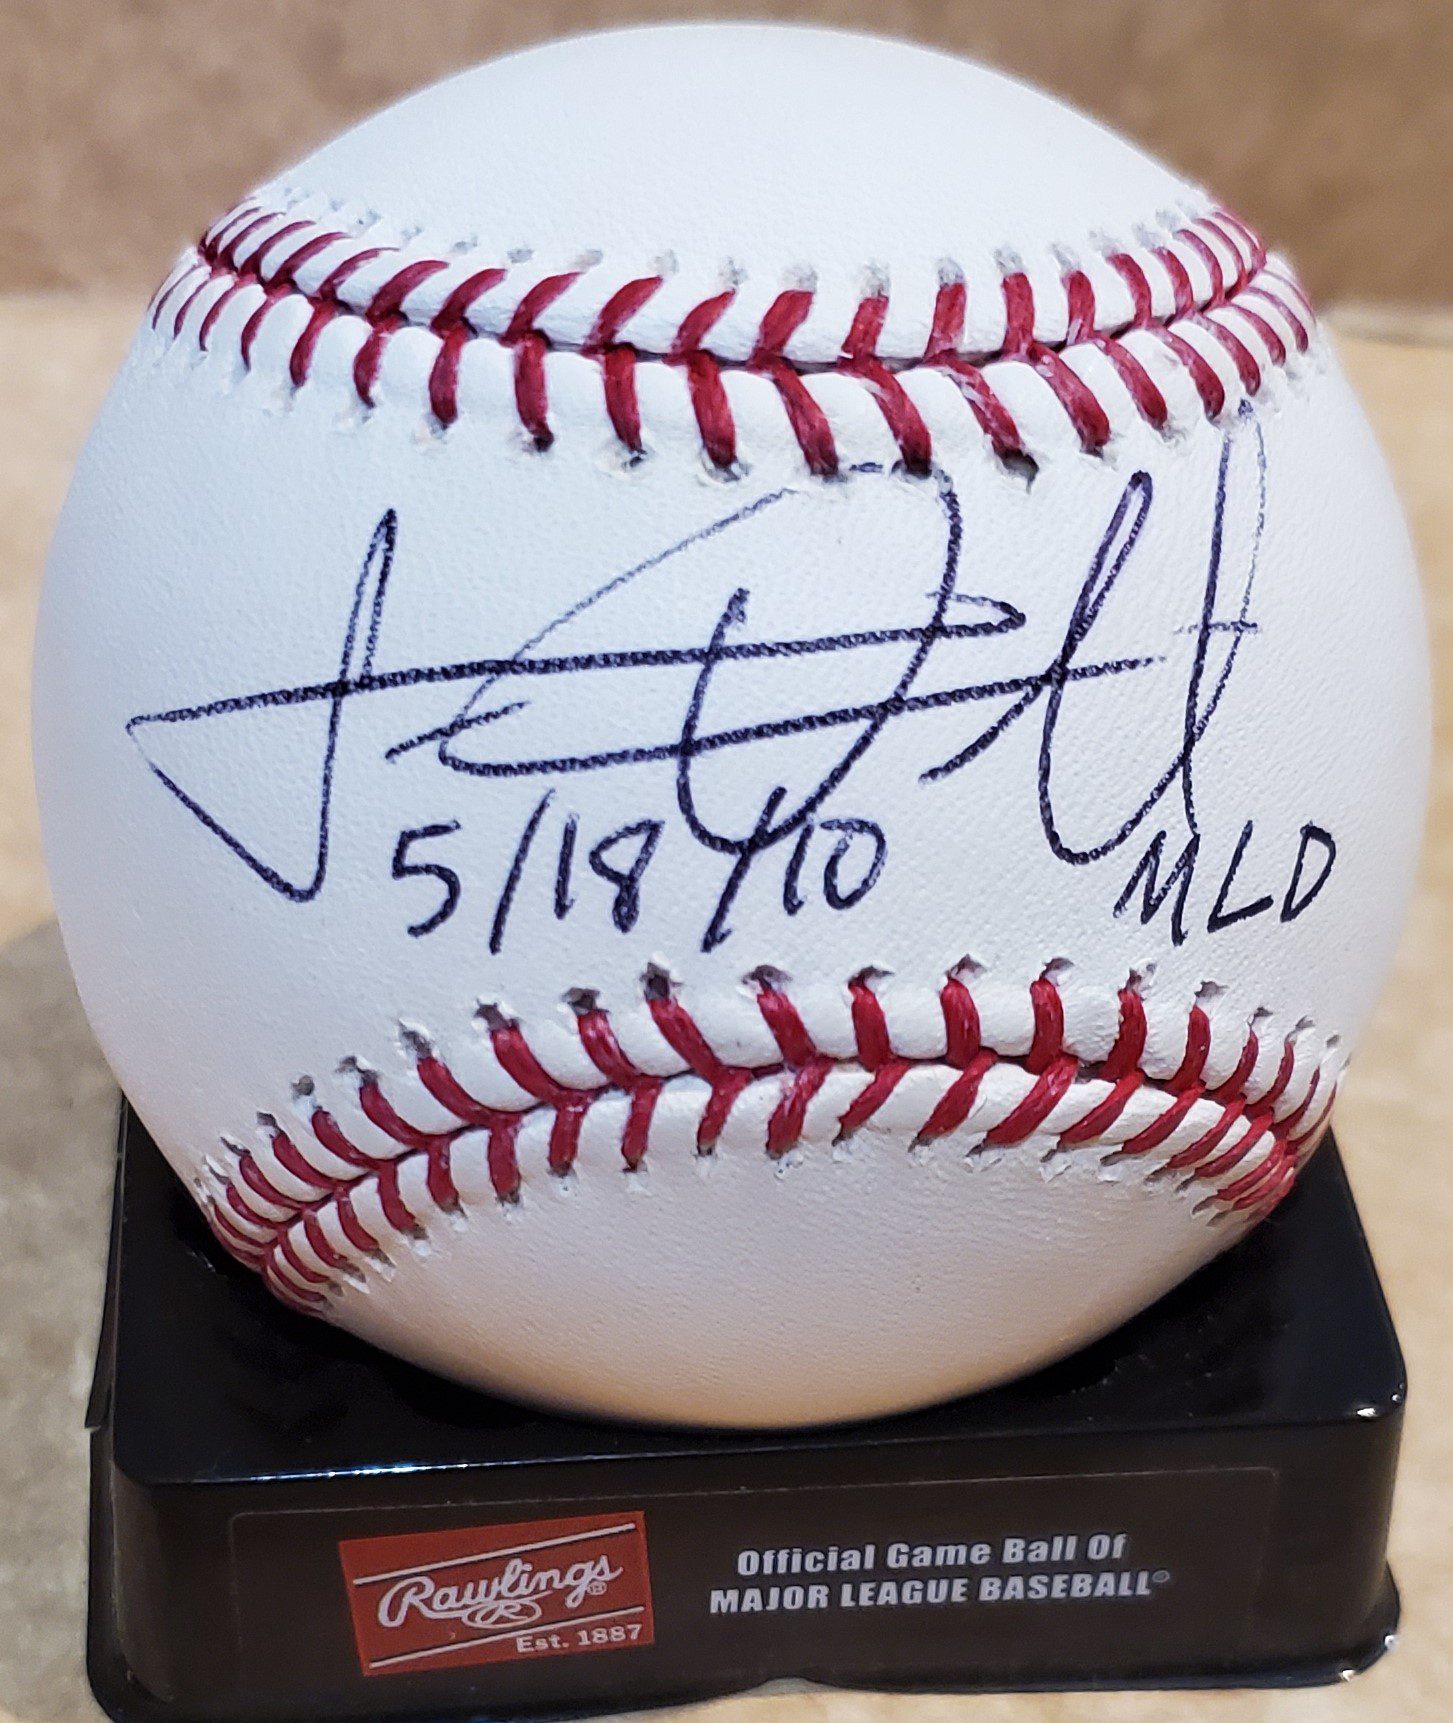 5/18/10 MLD
Rawlings®
Est. 1887
Official Game Ball Of
MAJOR LEAGUE BASEBALL®